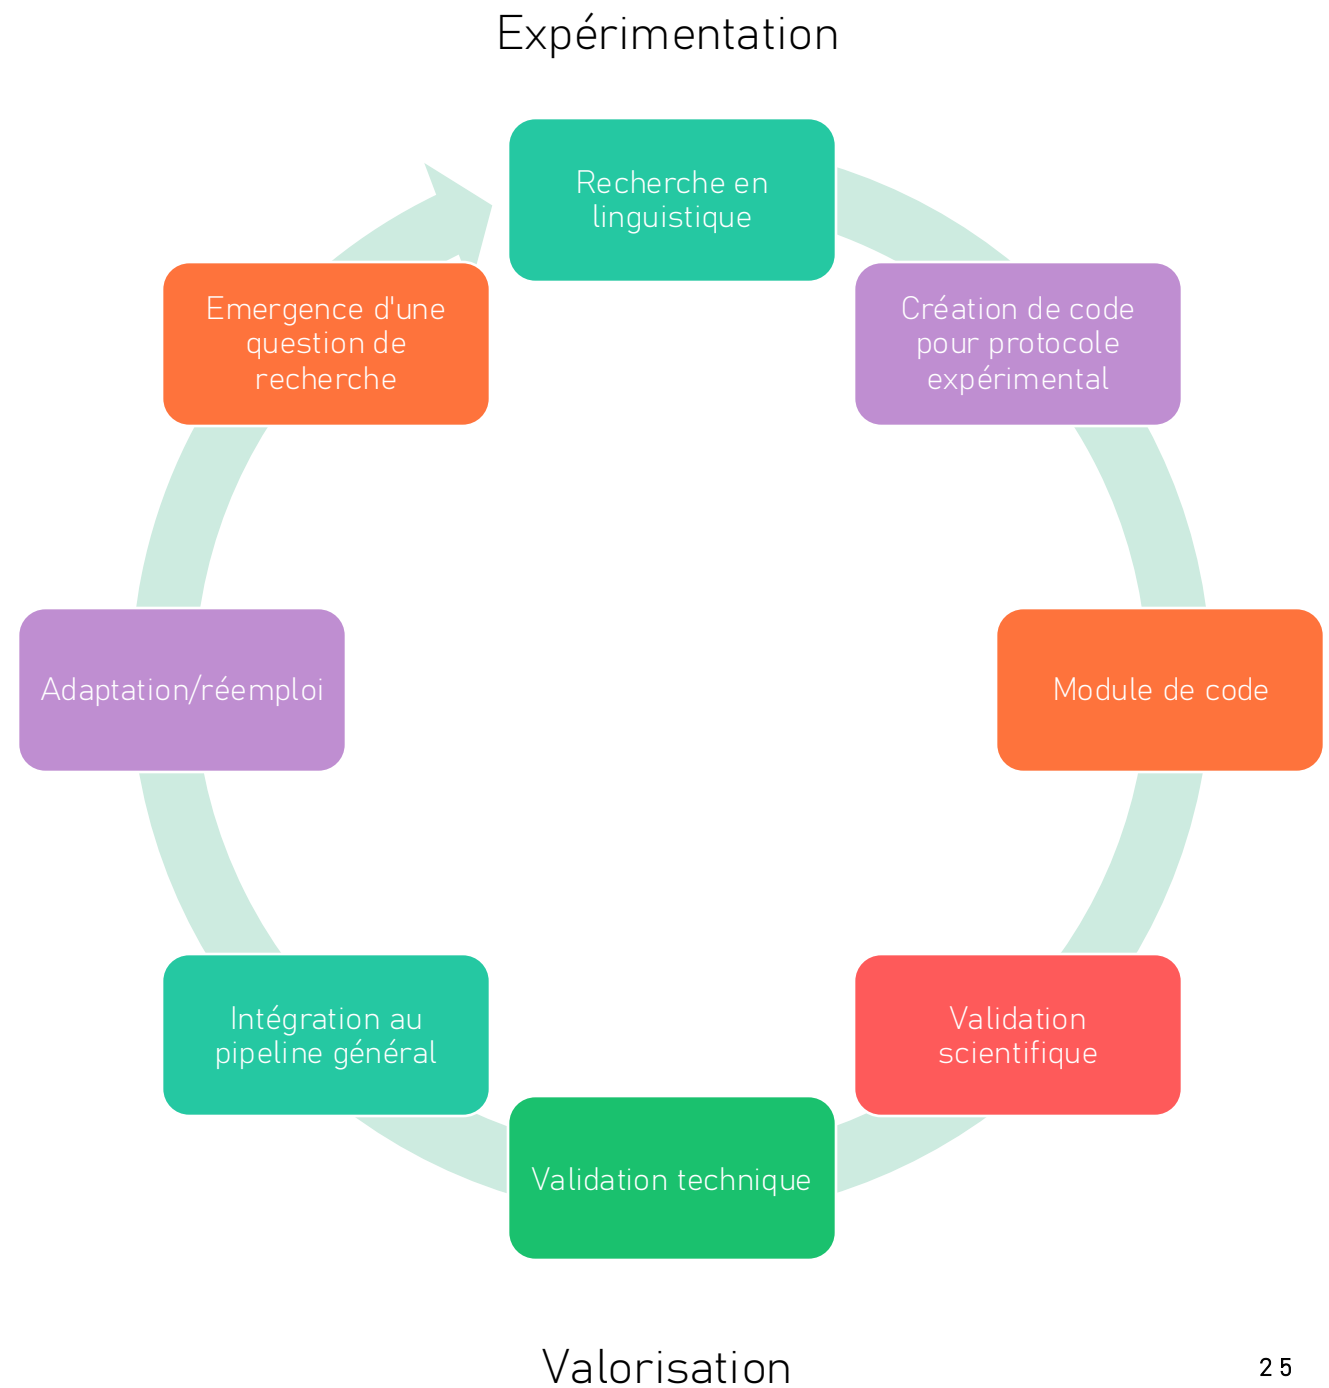 Expérimentation
Recherche en
linguistique
Création de code
pour protocole
expérimental
Module de code
Validation
scientifique
Validation technique
Intégration au
pipeline général
Adaptation/réemploi
Emergence d'une
question de
recherche
Valorisation
25